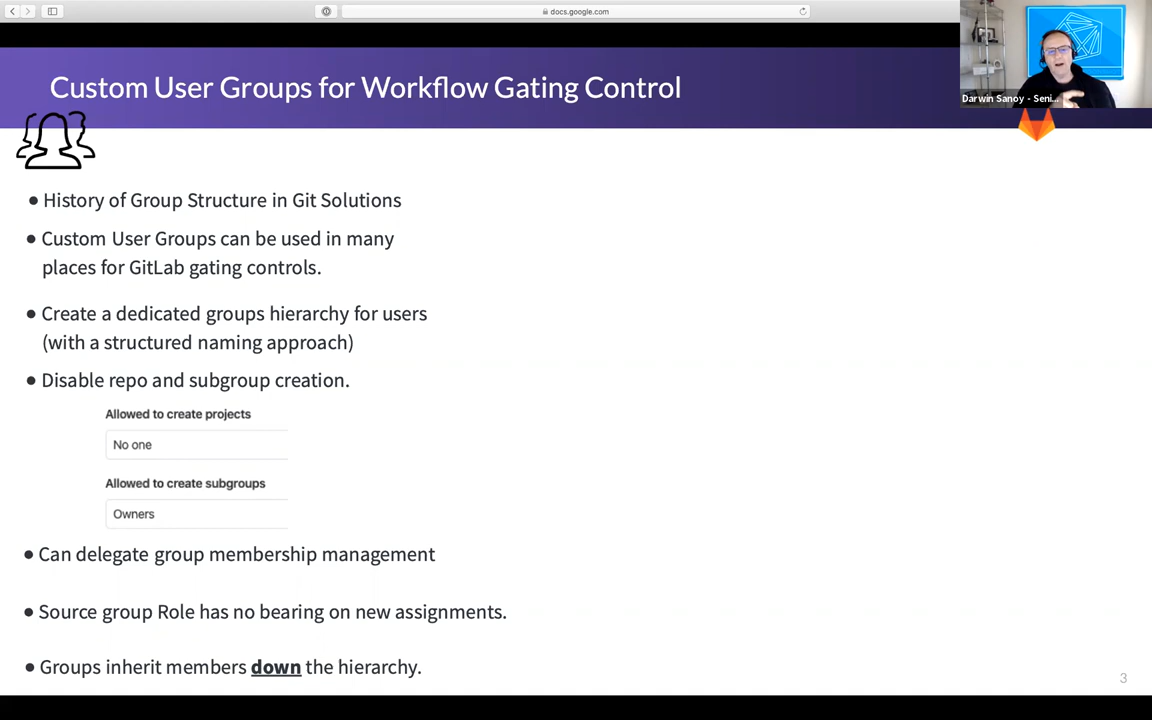 docs.google.com
Custom User Groups for Workflow Gating Control
Darwin Sanoy - Seni...
● History of Group Structure in Git Solutions
● Custom User Groups can be used in many
places for GitLab gating controls.
● Create a dedicated groups hierarchy for users
(with a structured naming approach)
● Disable repo and subgroup creation.
Allowed to create projects
No one
Allowed to create subgroups
Owners
● Can delegate group membership management
● Source group Role has no bearing on new assignments.
● Groups inherit members down the hierarchy.
3